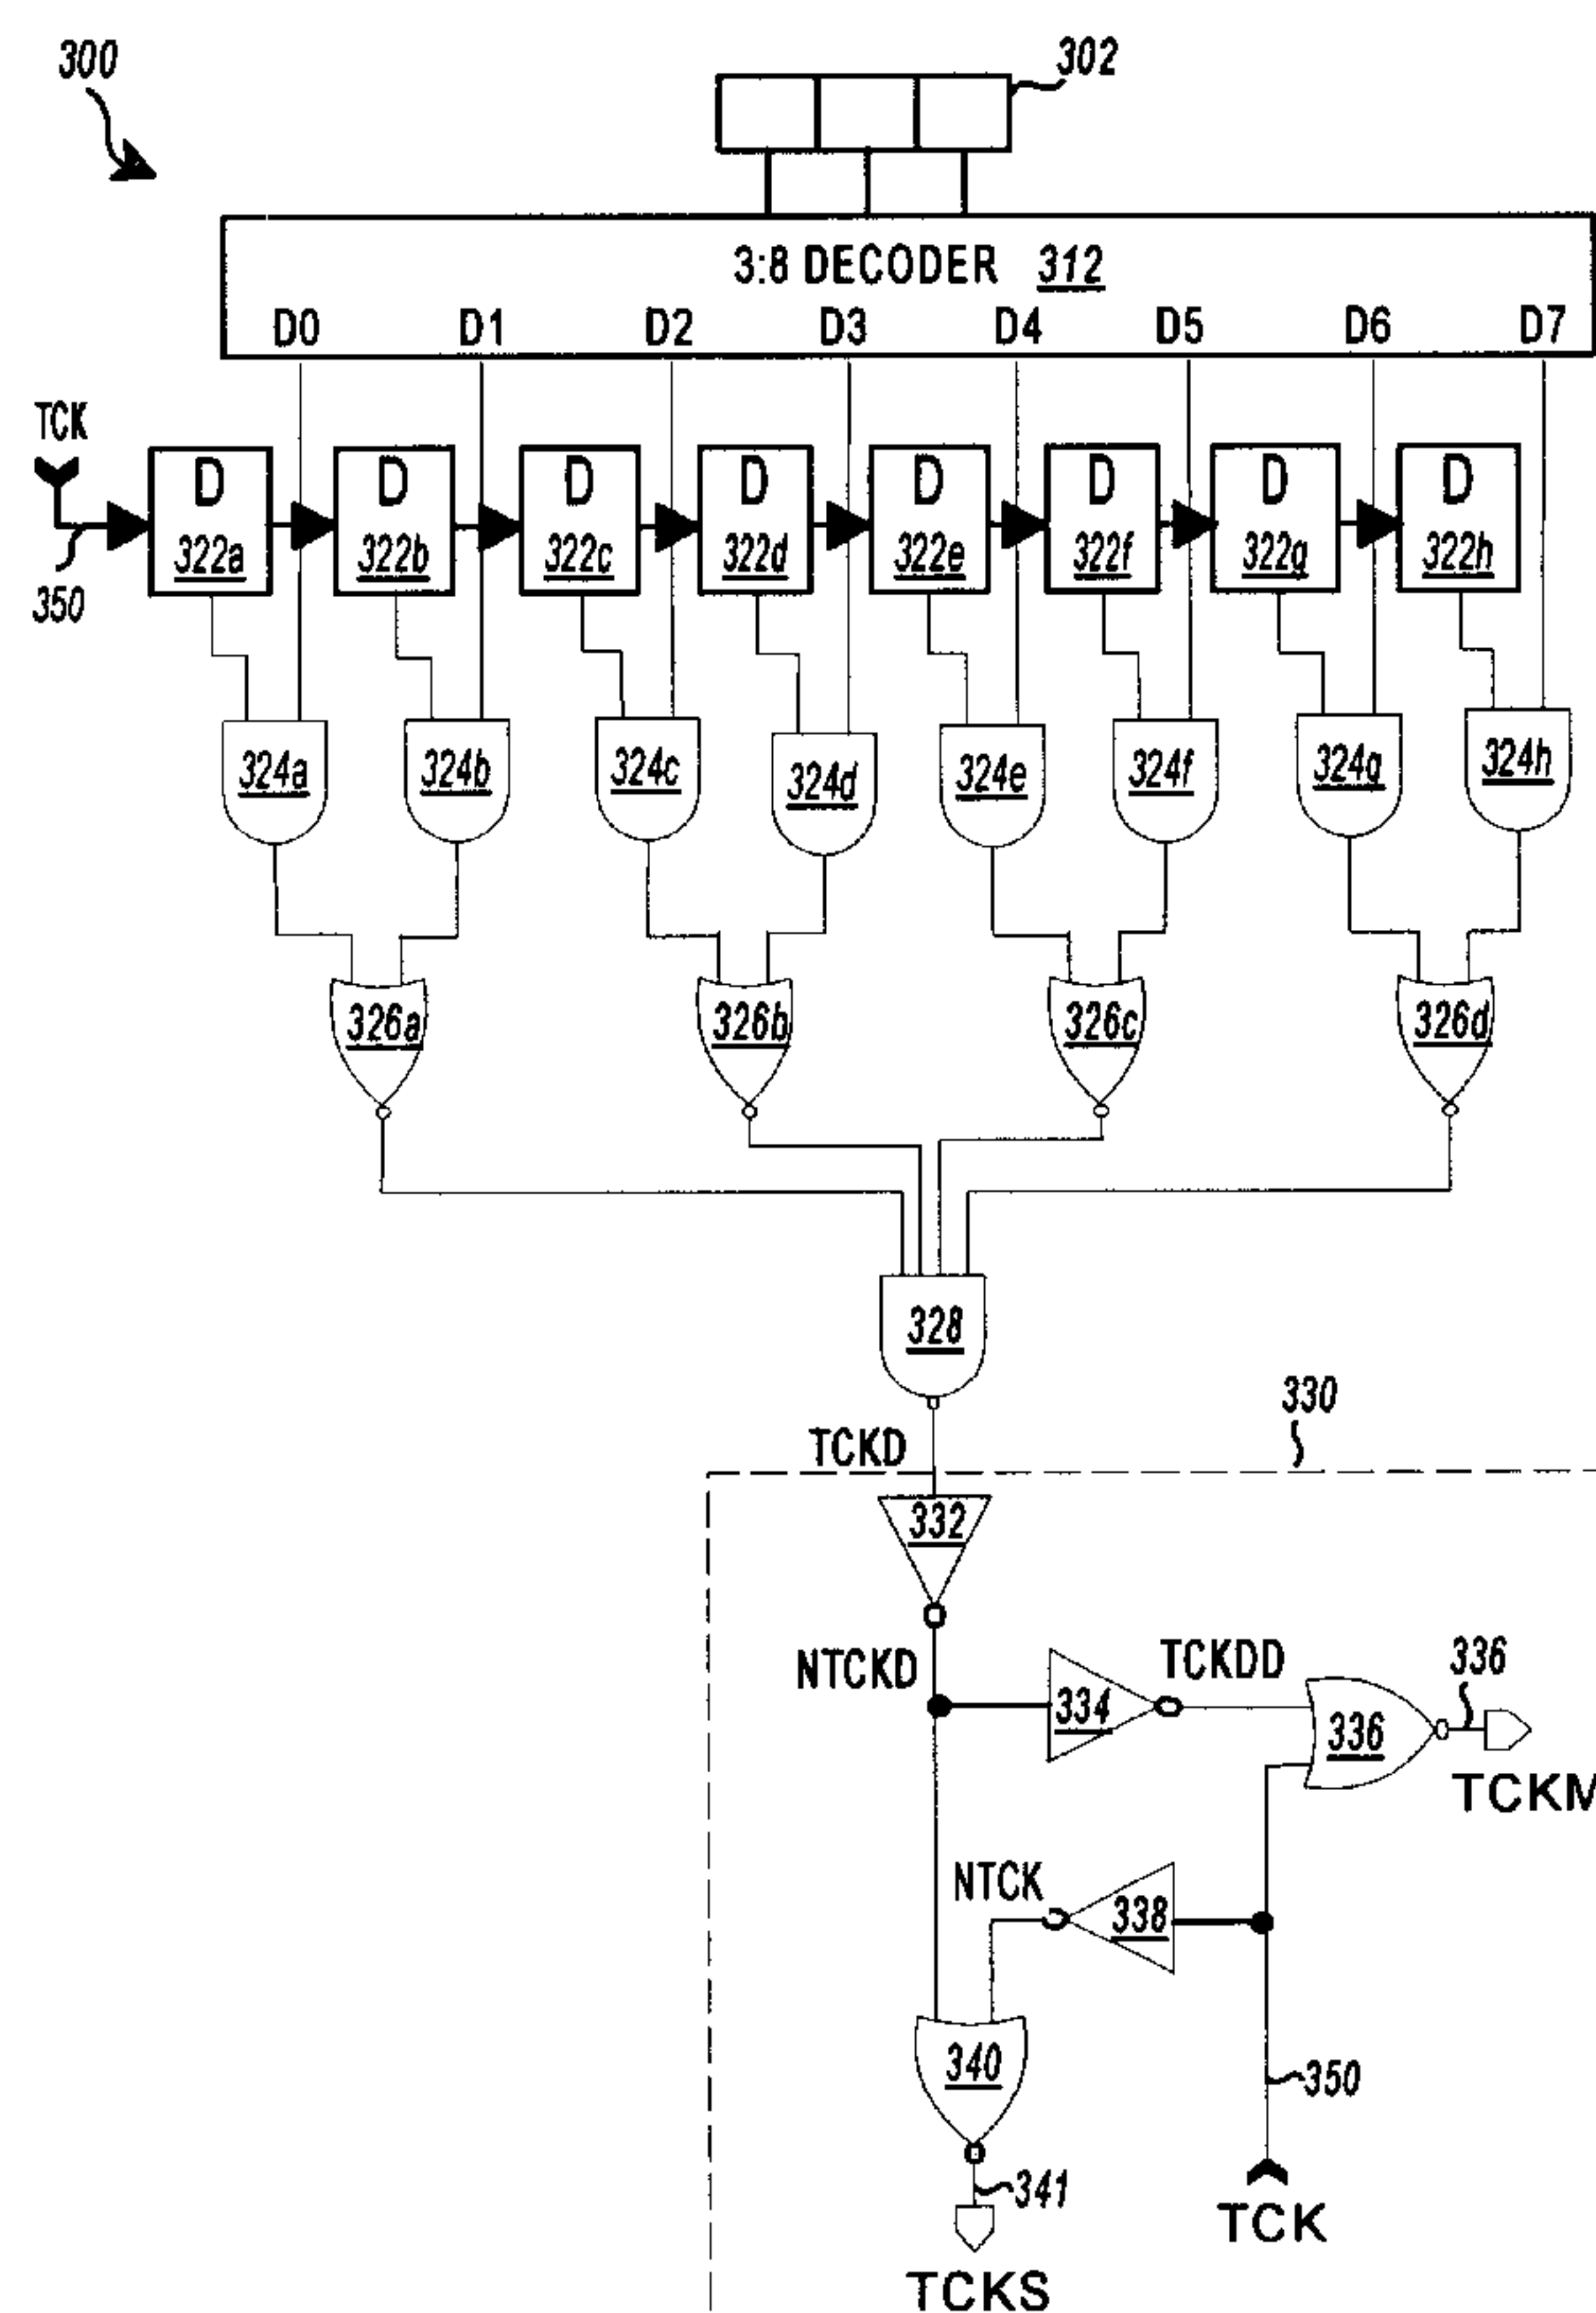 300
302
3:8 DECODER 312
D0 D1 D2 D3 D4 D5 D6 D7
TCK
D D D D D D D D
322a 322b 322c 322d 322e 322f 322g 322h
350
324a 324b 324c 324d 324e 324f 324g 324h
326a 326b 326c 326d
328
330
TCKD
332
NTCKD
334
TCKDD
336
336
TCKM
NTCK
338
340
350
341
TCK
TCKS